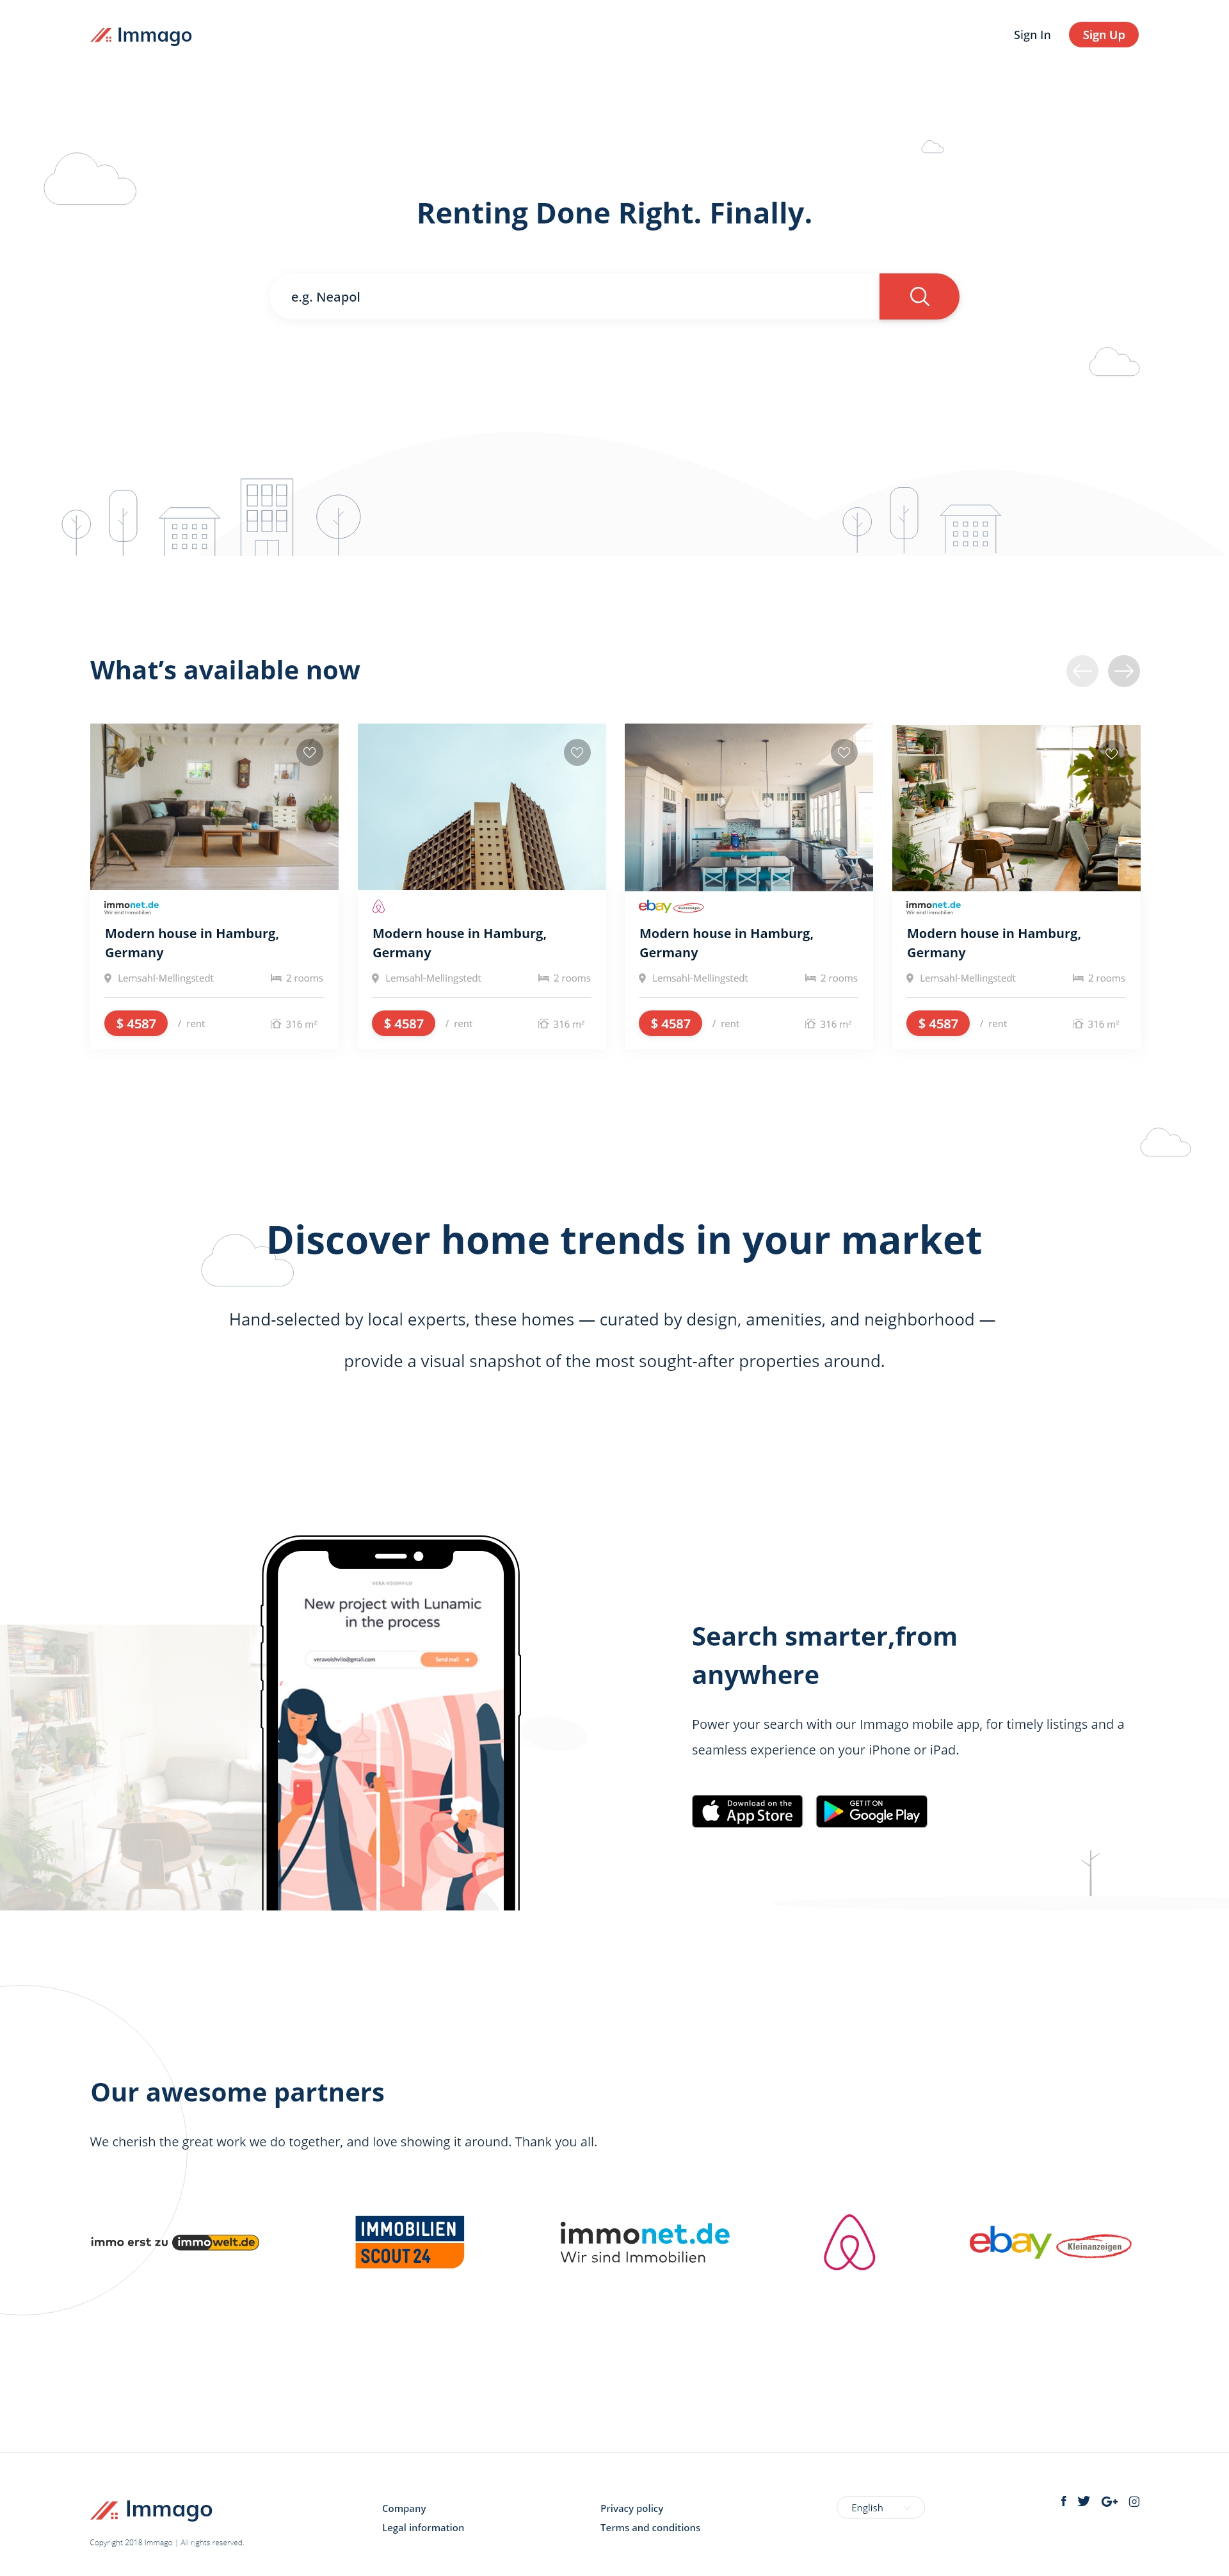 Immago
Sign In
Sign Up
Renting Done Right. Finally.
e.g. Neapol
What’s available now
immonet.de
Wir sind Immobilien
Modern house in Hamburg,
Germany
Lemsahl-Mellingstedt
2 rooms
$ 4587
/ rent
316 m²
Modern house in Hamburg,
Germany
Lemsahl-Mellingstedt
2 rooms
$ 4587
/ rent
316 m²
ebay Kleinanzeigen
Modern house in Hamburg,
Germany
Lemsahl-Mellingstedt
2 rooms
$ 4587
/ rent
316 m²
immonet.de
Wir sind Immobilien
Modern house in Hamburg,
Germany
Lemsahl-Mellingstedt
2 rooms
$ 4587
/ rent
316 m²
Discover home trends in your market
Hand-selected by local experts, these homes — curated by design, amenities, and neighborhood —
provide a visual snapshot of the most sought-after properties around.
VERA VOISHVILO
New project with Lunamic
in the process
veravoishvilo@gmail.com
Send mail
Search smarter,from
anywhere
Power your search with our Immago mobile app, for timely listings and a
seamless experience on your iPhone or iPad.
Download on the
App Store
GET IT ON
Google Play
Our awesome partners
We cherish the great work we do together, and love showing it around. Thank you all.
immo erst zu immowelt.de
IMMOBILIEN
SCOUT 24
immonet.de
Wir sind Immobilien
ebay Kleinanzeigen
Immago
Copyright 2018 Immago | All rights reserved.
Company
Legal information
Privacy policy
Terms and conditions
English